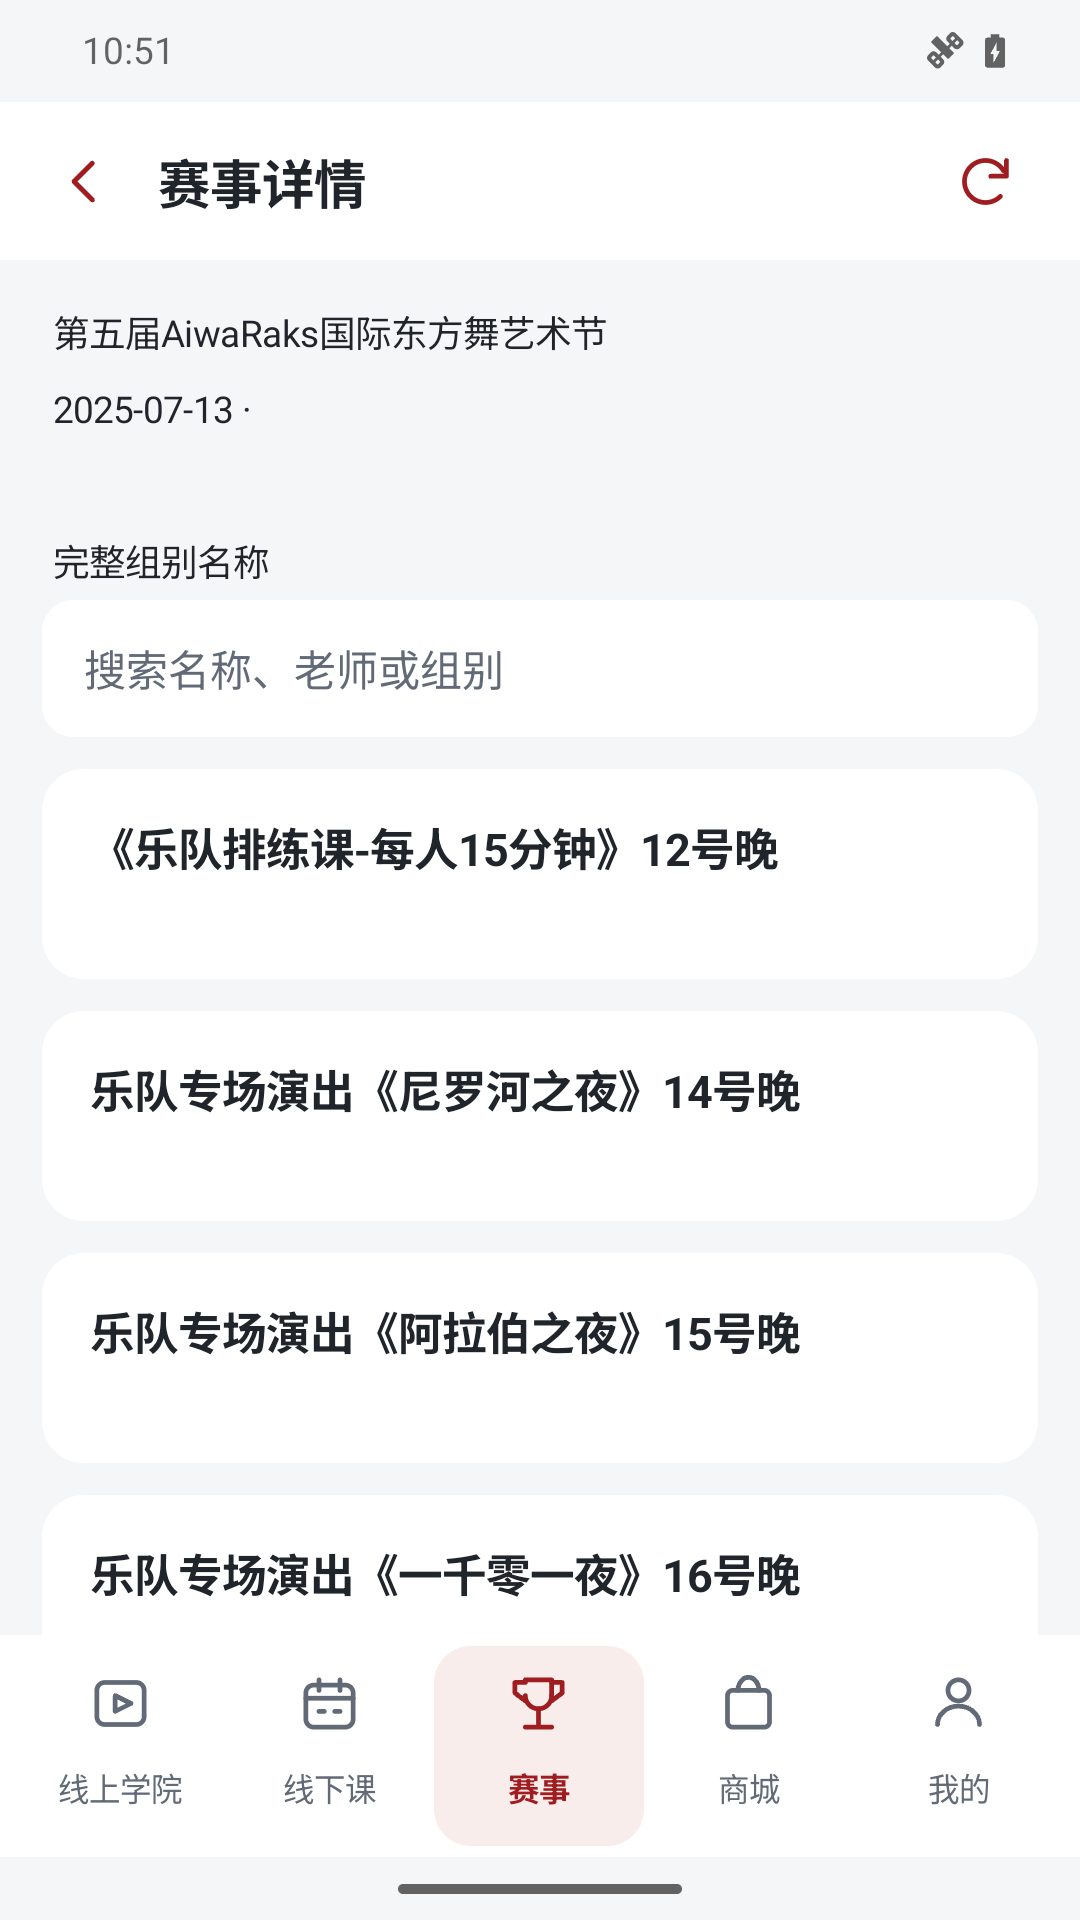 10:51
赛事详情
第五届AiwaRaks国际东方舞艺术节
2025-07-13 ·
完整组别名称
搜索名称、老师或组别
《乐队排练课-每人15分钟》12号晚
乐队专场演出《尼罗河之夜》14号晚
乐队专场演出《阿拉伯之夜》15号晚
乐队专场演出《一千零一夜》16号晚
线上学院 线下课 赛事 商城 我的